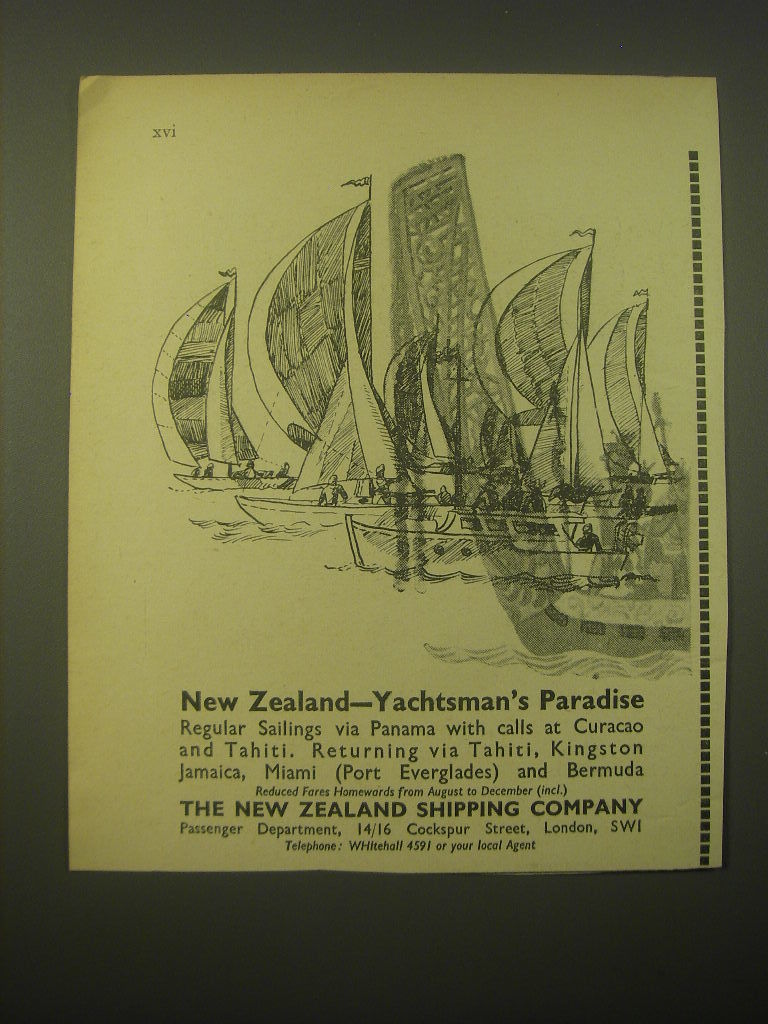 xvi
New Zealand—Yachtsman's Paradise
Regular Sailings via Panama with calls at Curacao
and Tahiti. Returning via Tahiti, Kingston
Jamaica, Miami (Port Everglades) and Bermuda
Reduced Fares Homewards from August to December (incl.)
THE NEW ZEALAND SHIPPING COMPANY
Passenger Department, 14/16 Cockspur Street, London, SW1
Telephone: WHItehall 4591 or your local Agent